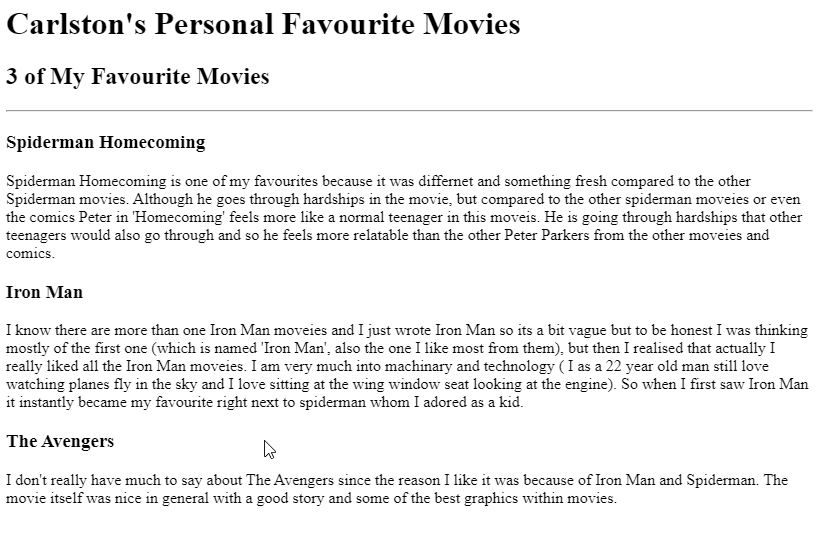 Carlston's Personal Favourite Movies
3 of My Favourite Movies
Spiderman Homecoming
Spiderman Homecoming is one of my favourites because it was differnet and something fresh compared to the other
Spiderman movies. Although he goes through hardships in the movie, but compared to the other spiderman moveies or even
the comics Peter in 'Homecoming' feels more like a normal teenager in this moveis. He is going through hardships that other
teenagers would also go through and so he feels more relatable than the other Peter Parkers from the other moveies and
comics.
Iron Man
I know there are more than one Iron Man moveies and I just wrote Iron Man so its a bit vague but to be honest I was thinking
mostly of the first one (which is named 'Iron Man', also the one I like most from them), but then I realised that actually I
really liked all the Iron Man moveies. I am very much into machinary and technology ( I as a 22 year old man still love
watching planes fly in the sky and I love sitting at the wing window seat looking at the engine). So when I first saw Iron Man
it instantly became my favourite right next to spiderman whom I adored as a kid.
The Avengers
I don't really have much to say about The Avengers since the reason I like it was because of Iron Man and Spiderman. The
movie itself was nice in general with a good story and some of the best graphics within movies.